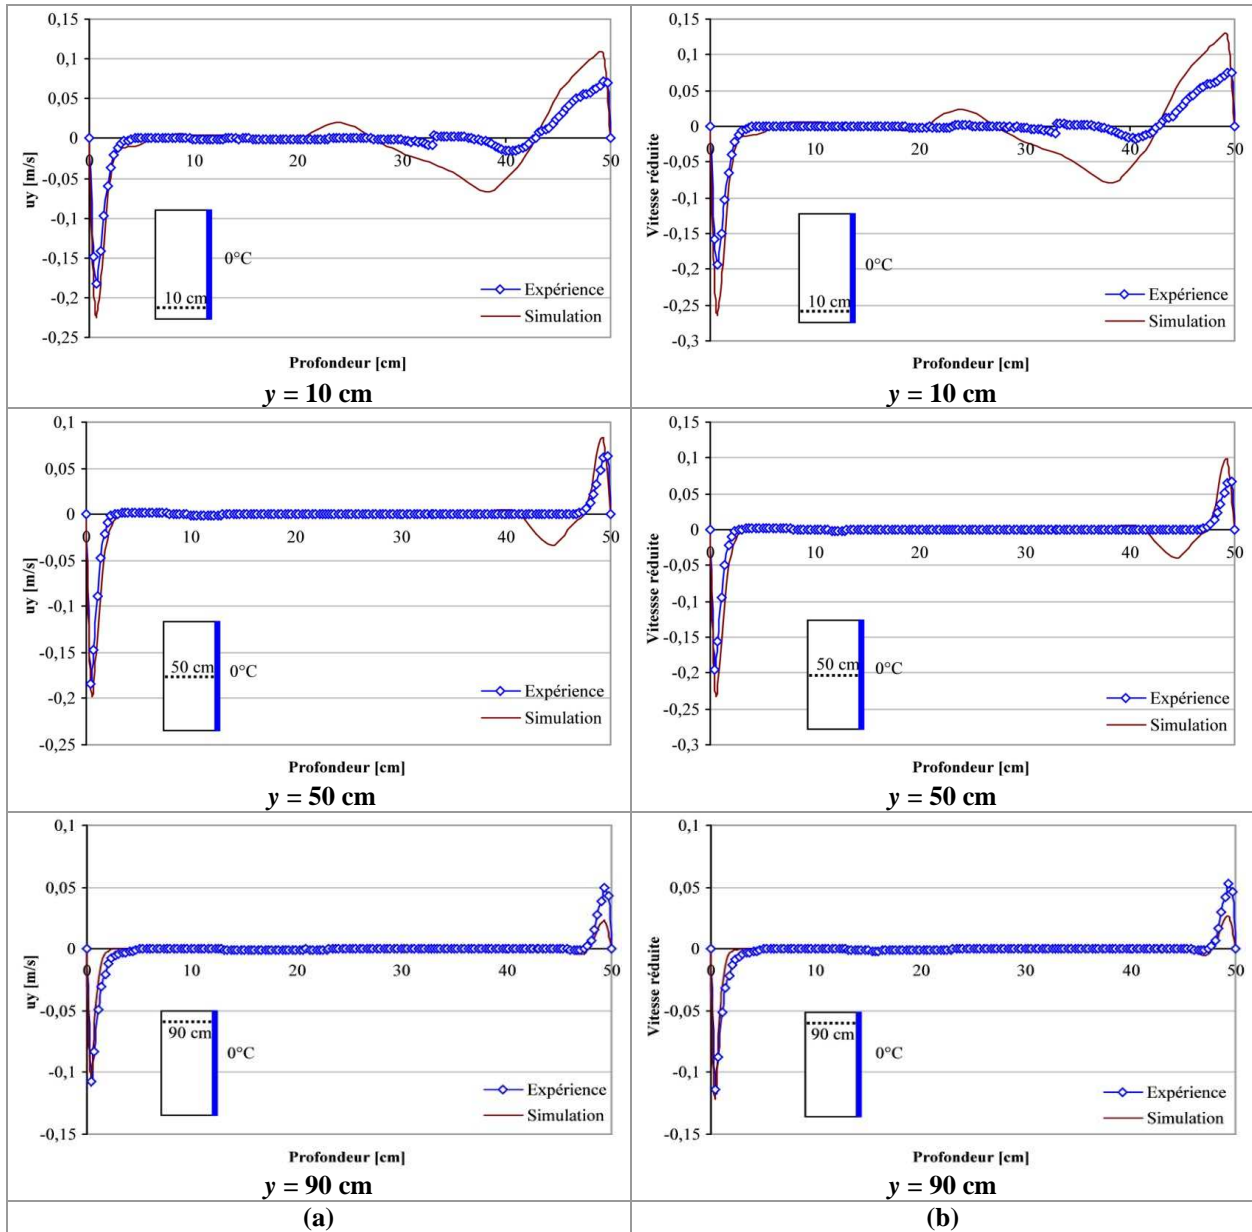 0,15
0,1
0,05
0
-0,05
-0,1
-0,15
-0,2
-0,25
uy [m/s]
0 10 20 30 40 50
0°C
10 cm
Expérience
Simulation
Profondeur [cm]
y = 10 cm
0,15
0,1
0,05
0
-0,05
-0,1
-0,15
-0,2
-0,25
-0,3
Vitesse réduite
0 10 20 30 40 50
0°C
10 cm
Expérience
Simulation
Profondeur [cm]
y = 10 cm
0,1
0,05
0
-0,05
-0,1
-0,15
-0,2
-0,25
uy [m/s]
0 10 20 30 40 50
50 cm
0°C
Expérience
Simulation
Profondeur [cm]
y = 50 cm
0,15
0,1
0,05
0
-0,05
-0,1
-0,15
-0,2
-0,25
-0,3
Vitessse réduite
0 10 20 30 40 50
50 cm
0°C
Expérience
Simulation
Profondeur [cm]
y = 50 cm
0,1
0,05
0
-0,05
-0,1
-0,15
uy [m/s]
0 10 20 30 40 50
90 cm
0°C
Expérience
Simulation
Profondeur [cm]
y = 90 cm
0,1
0,05
0
-0,05
-0,1
-0,15
Vitesse réduite
0 10 20 30 40 50
90 cm
0°C
Expérience
Simulation
Profondeur [cm]
y = 90 cm
(a)
(b)